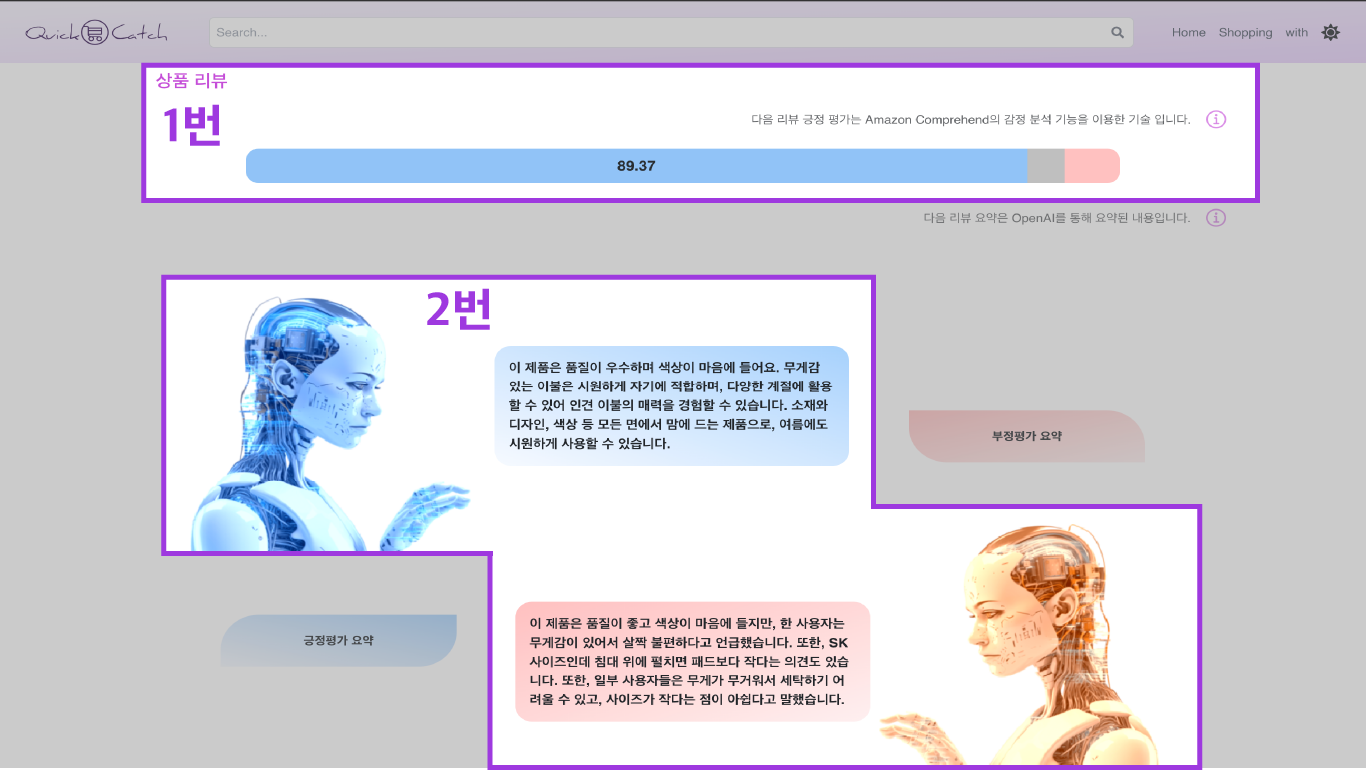 Quick Catch
Search...
Home Shopping with
상품 리뷰
1번
다음 리뷰 긍정 평가는 Amazon Comprehend의 감정 분석 기능을 이용한 기술 입니다.
89.37
다음 리뷰 요약은 OpenAI를 통해 요약된 내용입니다.
2번
이 제품은 품질이 우수하며 색상이 마음에 들어요. 무게감
있는 이불은 시원하게 자기에 적합하며, 다양한 계절에 활용
할 수 있어 인견 이불의 매력을 경험할 수 있습니다. 소재와
디자인, 색상 등 모든 면에서 맘에 드는 제품으로, 여름에도
시원하게 사용할 수 있습니다.
부정평가 요약
긍정평가 요약
이 제품은 품질이 좋고 색상이 마음에 들지만, 한 사용자는
무게감이 있어서 살짝 불편하다고 언급했습니다. 또한, SK
사이즈인데 침대 위에 펼치면 패드보다 작다는 의견도 있습
니다. 또한, 일부 사용자들은 무게가 무거워서 세탁하기 어
려울 수 있고, 사이즈가 작다는 점이 아쉽다고 말했습니다.